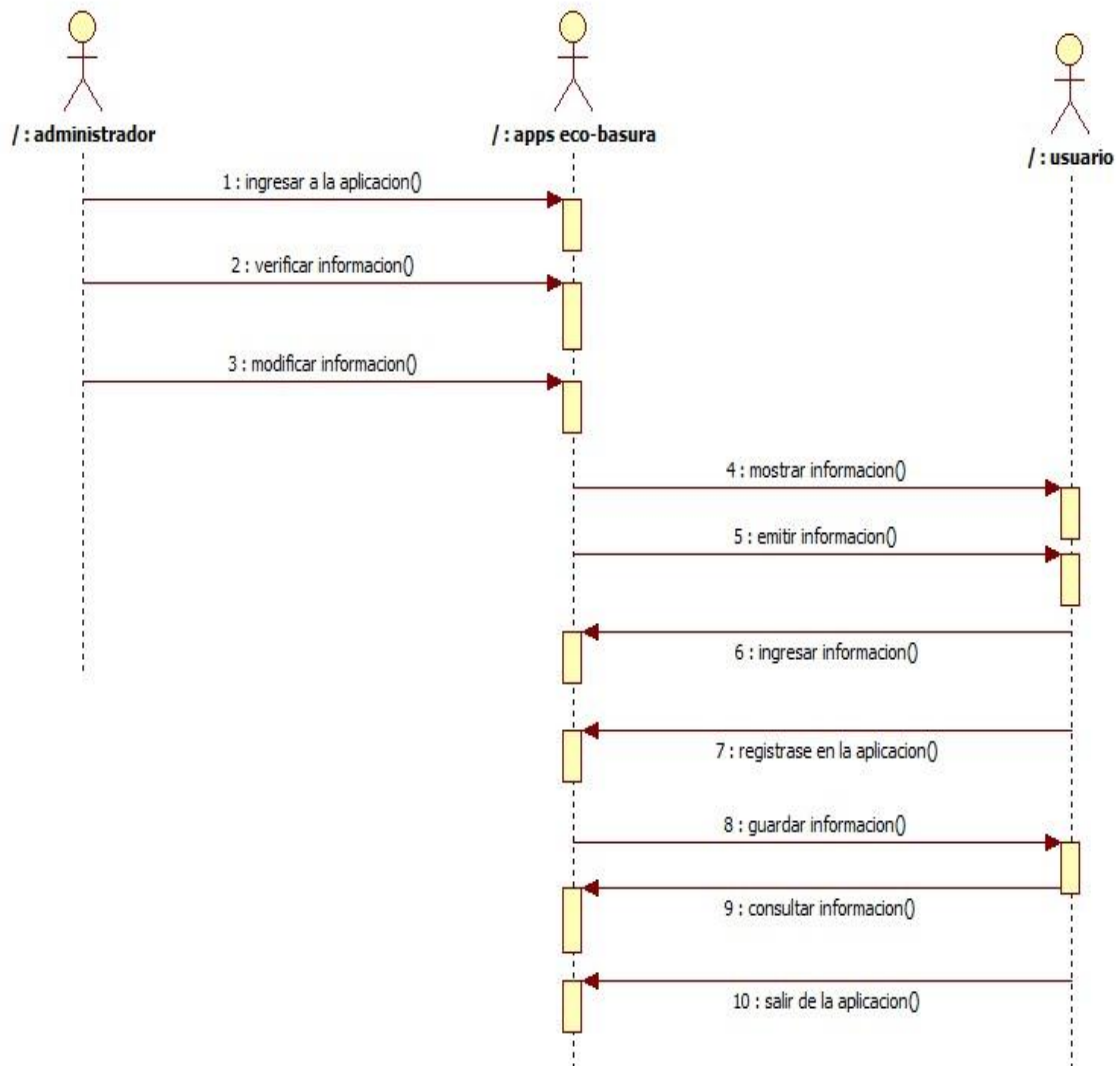 / : administrador
/ : apps eco-basura
/ : usuario
1 : ingresar a la aplicacion()
2 : verificar informacion()
3 : modificar informacion()
4 : mostrar informacion()
5 : emitir informacion()
6 : ingresar informacion()
7 : registrase en la aplicacion()
8 : guardar informacion()
9 : consultar informacion()
10 : salir de la aplicacion()